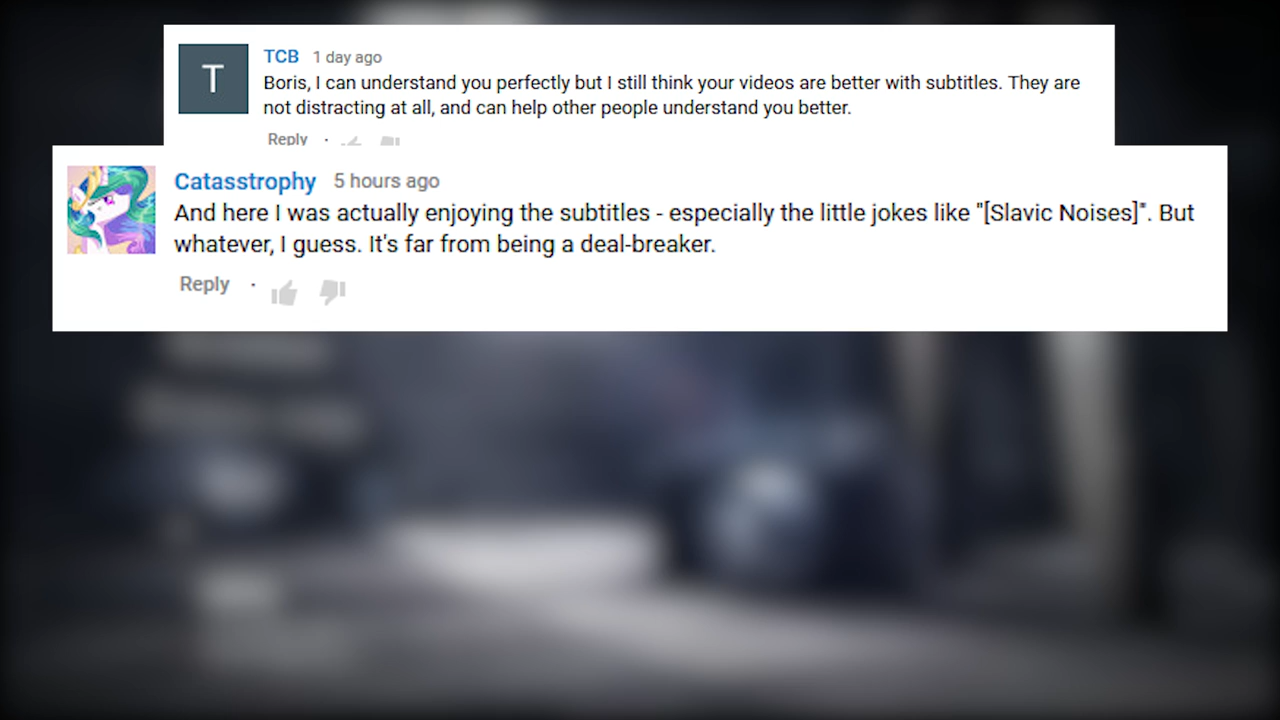 T
TCB 1 day ago
Boris, I can understand you perfectly but I still think your videos are better with subtitles. They are
not distracting at all, and can help other people understand you better.
Reply ·
Catasstrophy 5 hours ago
And here I was actually enjoying the subtitles - especially the little jokes like "[Slavic Noises]". But
whatever, I guess. It's far from being a deal-breaker.
Reply ·